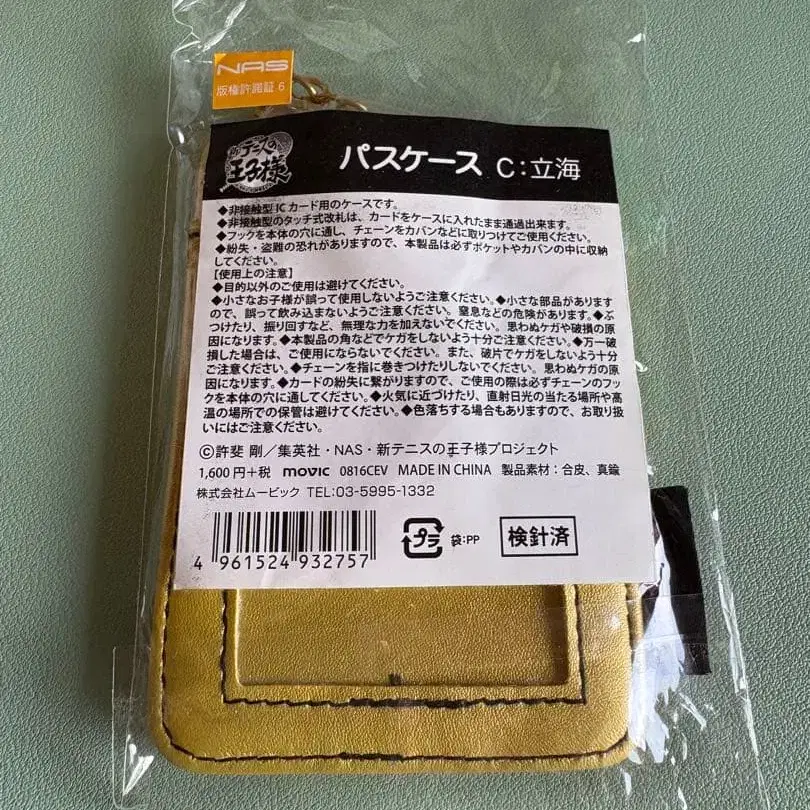 NAS
版権許諾証 6
新テニスの
王子様
パスケース C:立海
◆非接触型ICカード用のケースです。
◆非接触型のタッチ式改札は、カードをケースに入れたまま通過出来ます。
◆フックを本体の穴に通し、チェーンをカバンなどに取りつけてご使用ください。
◆紛失・盗難の恐れがありますので、本製品は必ずポケットやカバンの中に収納
してください。
【使用上の注意】
◆目的以外のご使用は避けてください。
◆小さなお子様が誤って使用しないようご注意ください。◆小さな部品があります
ので、誤って飲み込まないようご注意ください。窒息などの危険があります。◆ぶ
つけたり、振り回すなど、無理な力を加えないでください。思わぬケガや破損の原
因になります。◆本製品の角などでケガをしないよう十分ご注意ください。◆万一破
損した場合は、ご使用にならないでください。また、破片でケガをしないよう十分
ご注意ください。◆チェーンを指に巻きつけたりしないでください。思わぬケガの原
因になります。◆カードの紛失に繋がりますので、ご使用の際は必ずチェーンのフッ
クを本体の穴に通してください。◆火気に近づけたり、直射日光の当たる場所や高
温の場所での保管は避けてください。◆色落ちする場合もありますので、お取り扱
いにはご注意ください。
©許斐 剛/集英社・NAS・新テニスの王子様プロジェクト
1,600円+税 movic 0816CEV MADE IN CHINA 製品素材:合皮、真鍮
株式会社ムービック TEL:03-5995-1332
4 961524 932757
プラ 袋:PP
検針済